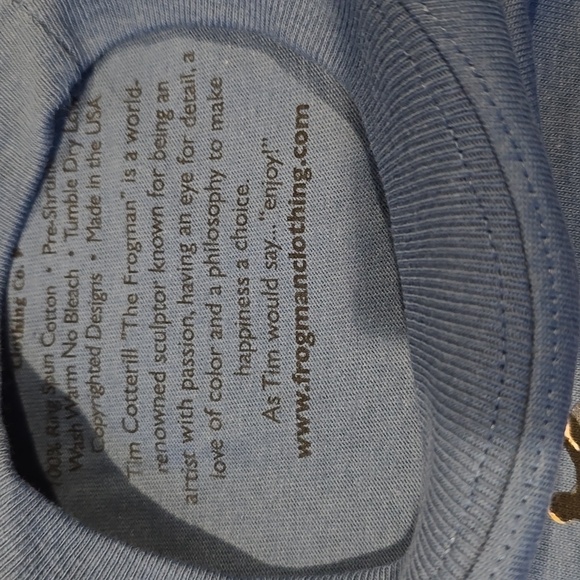 Clothing Co.
100% Ring Spun Cotton • Pre-Shrunk
Wash Warm No Bleach • Tumble Dry
Copyrighted Designs • Made in the USA
Tim Cotterill "The Frogman" is a world-
renowned sculptor known for being an
artist with passion, having an eye for detail, a
love of color and a philosophy to make
happiness a choice.
As Tim would say... "enjoy!"
www.frogmanclothing.com